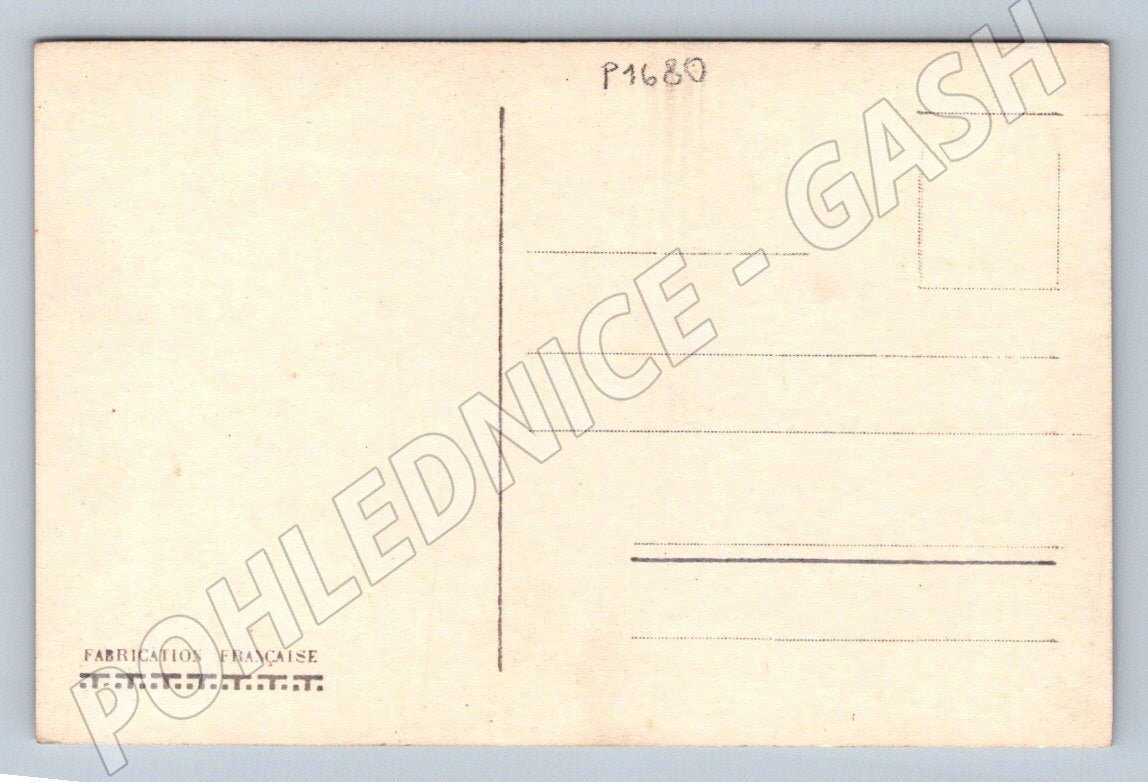 P1680
POHLEDNICE - GASH
FABRICATION FRANÇAISE